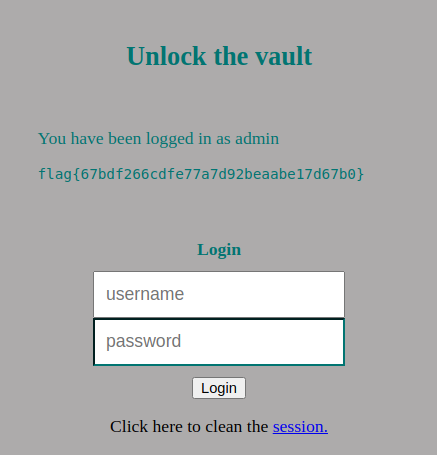 Unlock the vault
You have been logged in as admin
flag{67bdf266cdfe77a7d92beaabe17d67b0}
Login
username
password
Login
Click here to clean the session.